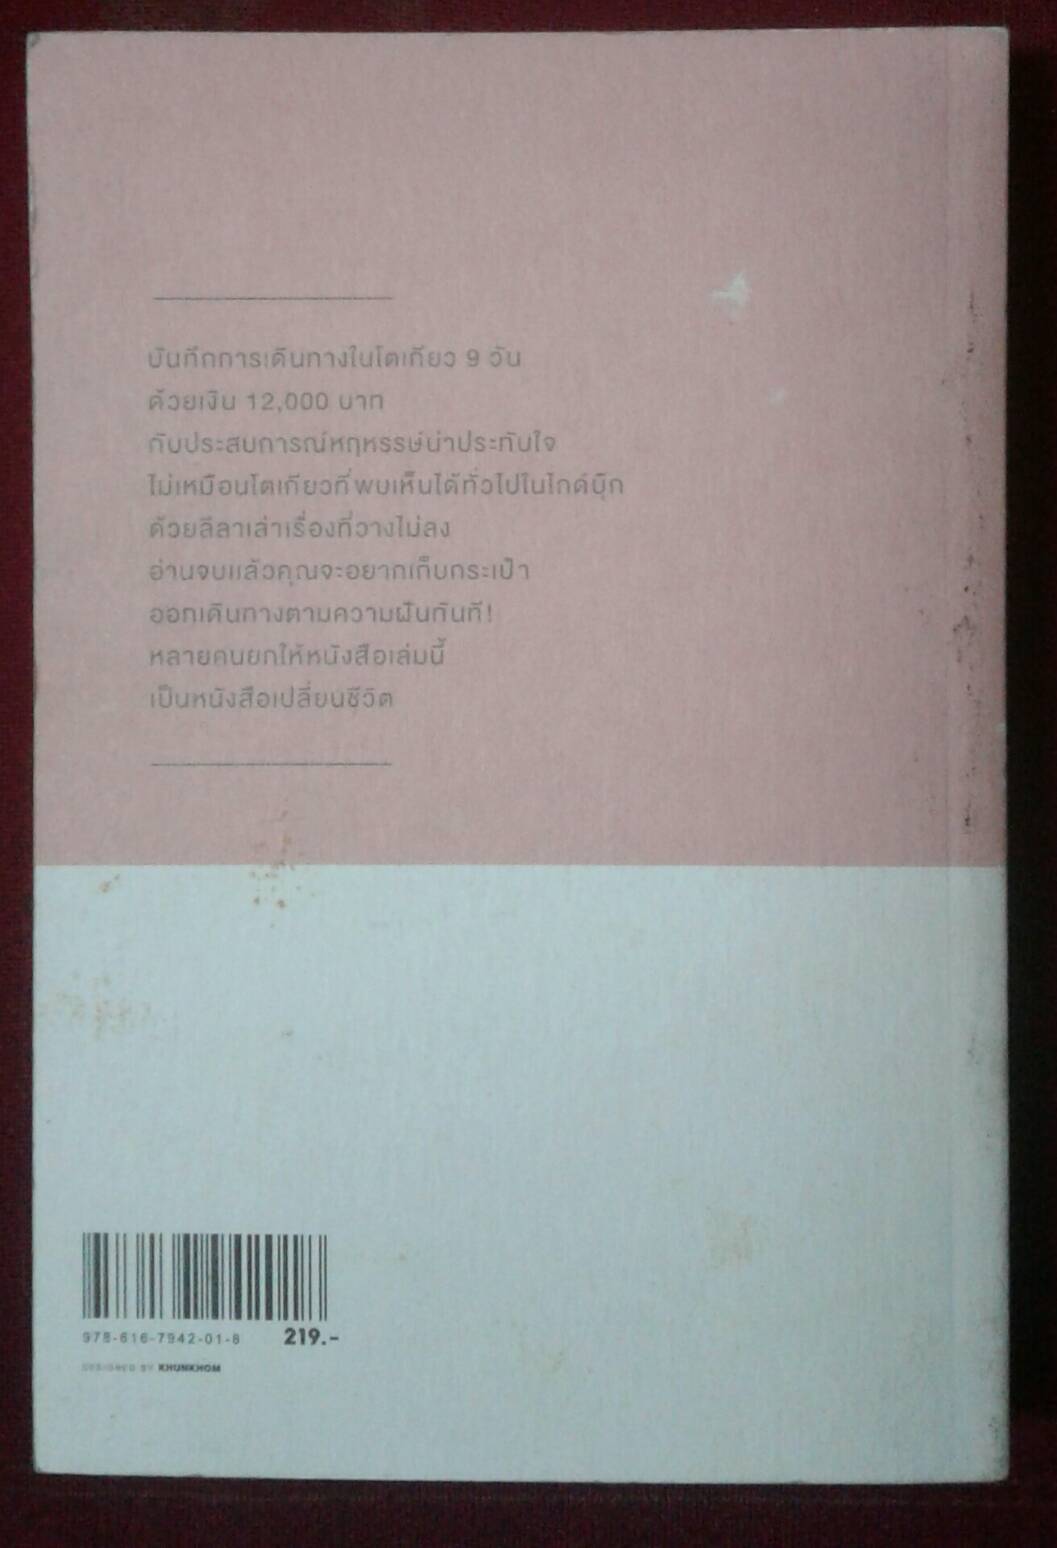 บันทึกการเดินทางในโตเกียว 9 วัน
ด้วยเงิน 12,000 บาท
กับประสบการณ์หฤหรรษ์น่าประทับใจ
ไม่เหมือนโตเกียวที่พบเห็นได้ทั่วไปในไกด์บุ๊ก
ด้วยลีลาเล่าเรื่องที่วางไม่ลง
อ่านจบแล้วคุณจะอยากเก็บกระเป๋า
ออกเดินทางตามความฝันทันที!
หลายคนยกให้หนังสือเล่มนี้
เป็นหนังสือเปลี่ยนชีวิต
978-616-7942-01-8 219.-
DESIGNED BY KHUNKHOM